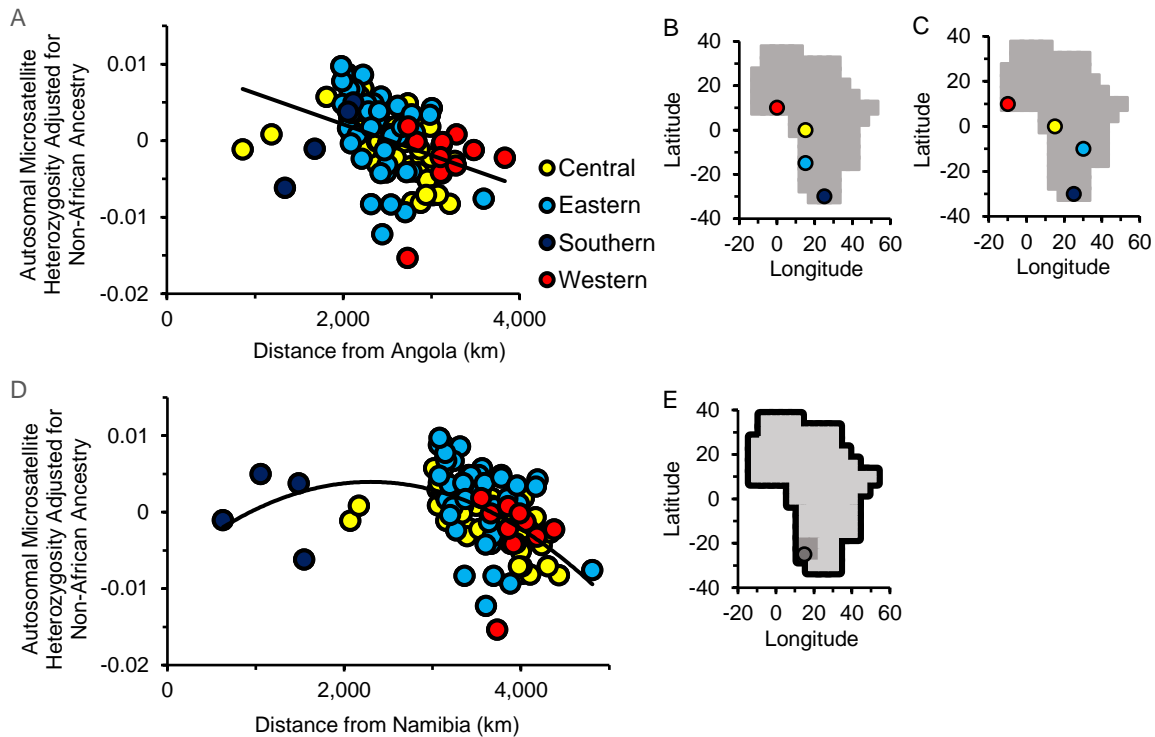 A
Autosomal Microsatellite
Heterozygosity Adjusted for
Non-African Ancestry
0.01
0
-0.01
-0.02
0
2,000
4,000
Distance from Angola (km)
Central
Eastern
Southern
Western
B
Latitude
40
20
0
-20
-40
-20 0 20 40 60
Longitude
C
Latitude
40
20
0
-20
-40
-20 0 20 40 60
Longitude
D
Autosomal Microsatellite
Heterozygosity Adjusted for
Non-African Ancestry
0.01
0
-0.01
-0.02
0
2,000
4,000
Distance from Namibia (km)
E
Latitude
40
20
0
-20
-40
-20 0 20 40 60
Longitude